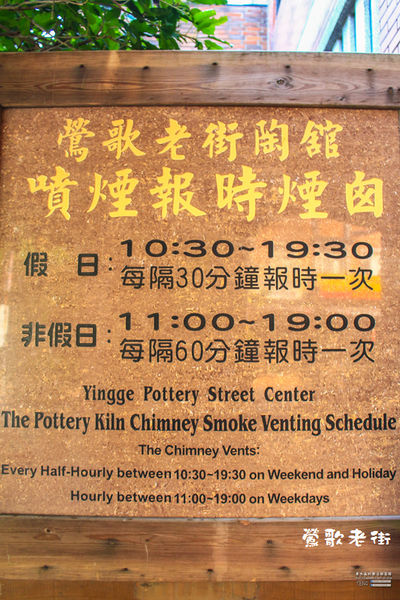 鶯歌老街陶舘
噴煙報時煙囪
假 日：10:30~19:30
每隔30分鐘報時一次
非假日：11:00~19:00
每隔60分鐘報時一次
Yingge Pottery Street Center
The Pottery Kiln Chimney Smoke Venting Schedule
The Chimney Vents:
Every Half-Hourly between 10:30~19:30 on Weekend and Holiday
Hourly between 11:00~19:00 on Weekdays
鶯歌老街